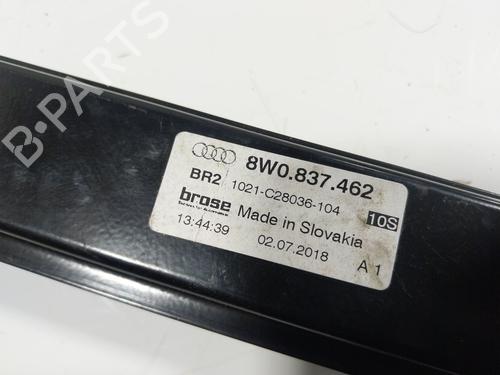 8W0.837.462
BR2 1021-C28036-104
brose Made in Slovakia 10S
13:44:39 02.07.2018 A 1
B-PARTS